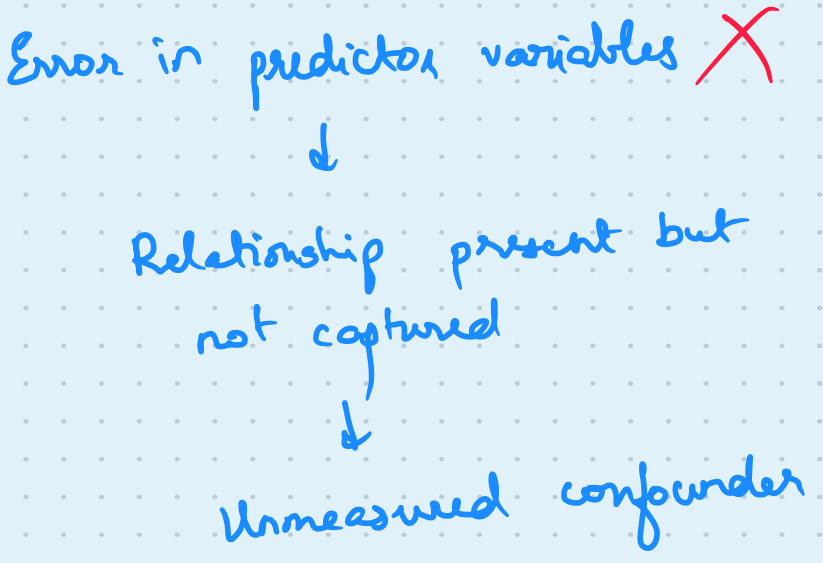 Error in predictor variables
Relationship present but
not captured
Unmeasured confounder